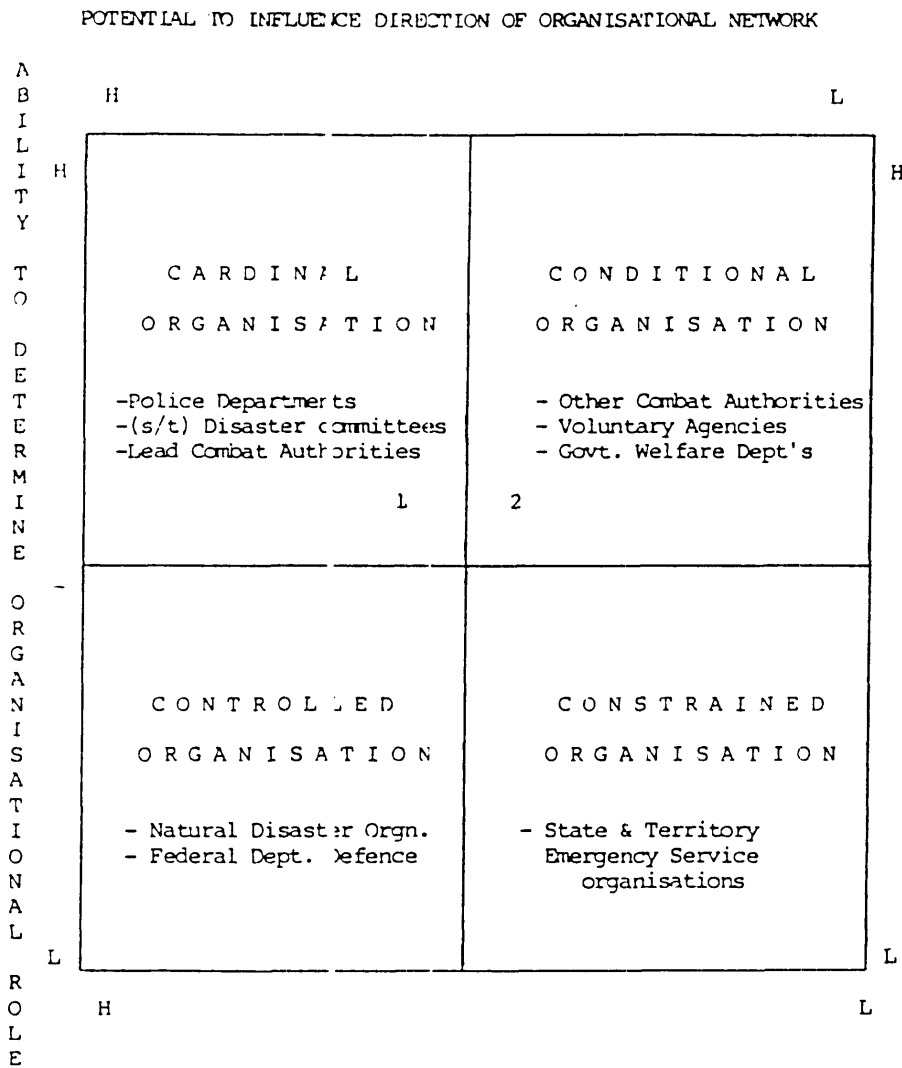 POTENTIAL TO INFLUENCE DIRECTION OF ORGANISATIONAL NETWORK
ABILITY TO DETERMINE ORGANISATIONAL ROLE
H L
H H
CARDINAL
ORGANISATION
-Police Departments
-(s/t) Disaster committees
-Lead Combat Authorities
1
CONDITIONAL
ORGANISATION
- Other Combat Authorities
- Voluntary Agencies
- Govt. Welfare Dept's
2
CONTROLLED
ORGANISATION
- Natural Disaster Orgn.
- Federal Dept. Defence
CONSTRAINED
ORGANISATION
- State & Territory
Emergency Service
organisations
L L
H L